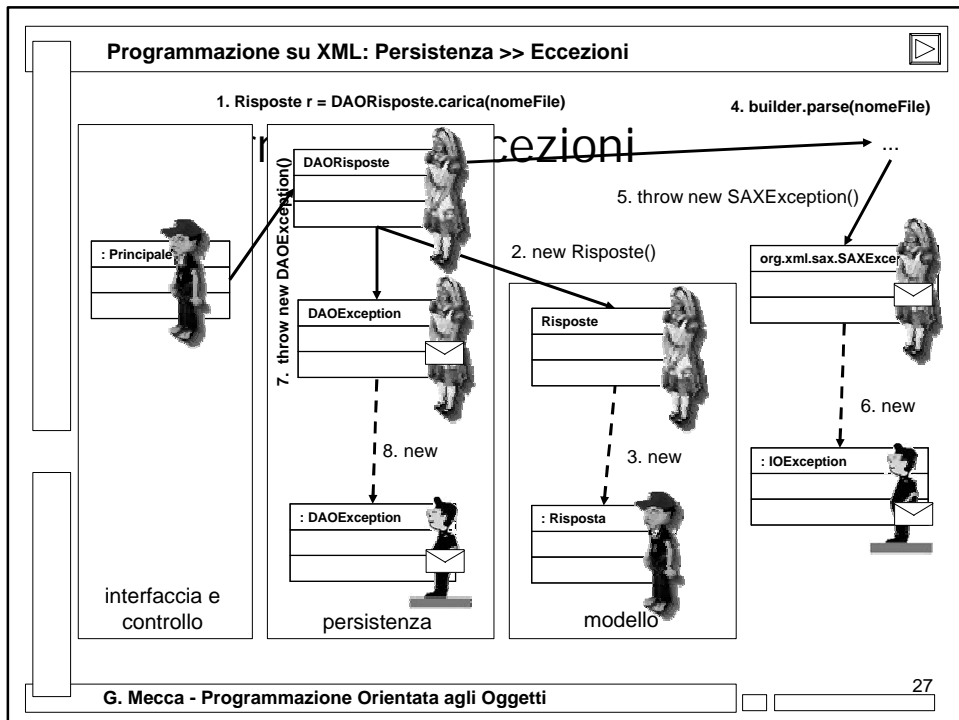 Programmazione su XML: Persistenza >> Eccezioni
1. Risposte r = DAORisposte.carica(nomeFile)
4. builder.parse(nomeFile)
cezioni
DAORisposte
...
5. throw new SAXException()
7. throw new DAOException()
: Principale
2. new Risposte()
org.xml.sax.SAXExce
DAOException
Risposte
6. new
8. new
3. new
: IOException
: DAOException
: Risposta
interfaccia e
controllo
persistenza
modello
27
G. Mecca - Programmazione Orientata agli Oggetti